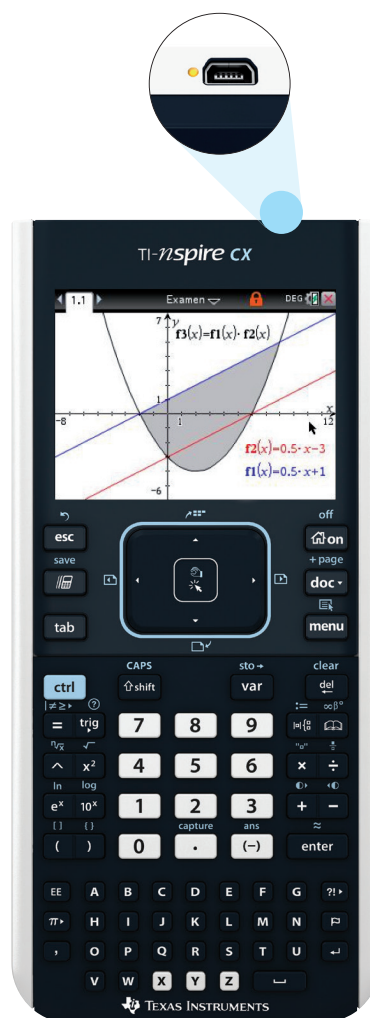 TI-nspire CX
1.1 Examen DEG
7 y
f3(x)=f1(x)· f2(x)
1
x
-8 1 12
f2(x)=0.5· x-3
f1(x)=0.5· x+1
-6
off
esc on
save + page
doc
tab menu
CAPS sto → clear
ctrl shift var del
| ≠ ≥ ▸ ? := ∞β°
= trig 7 8 9
ⁿ√x √ "□"
^ x² 4 5 6 × ÷
ln log
eˣ 10ˣ 1 2 3 + −
[ ] { } capture ans ≈
( ) 0 . (−) enter
EE A B C D E F G ?!▸
π▸ H I J K L M N
, O P Q R S T U ↵
V W X Y Z
TEXAS INSTRUMENTS